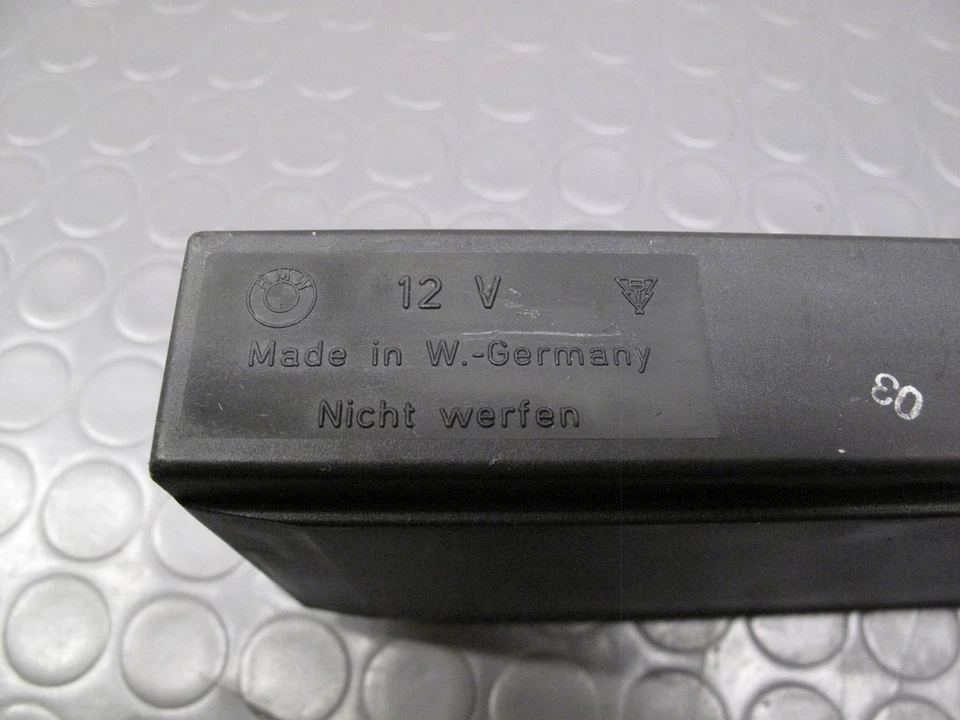 BMW
12 V
Made in W.-Germany
Nicht werfen
03